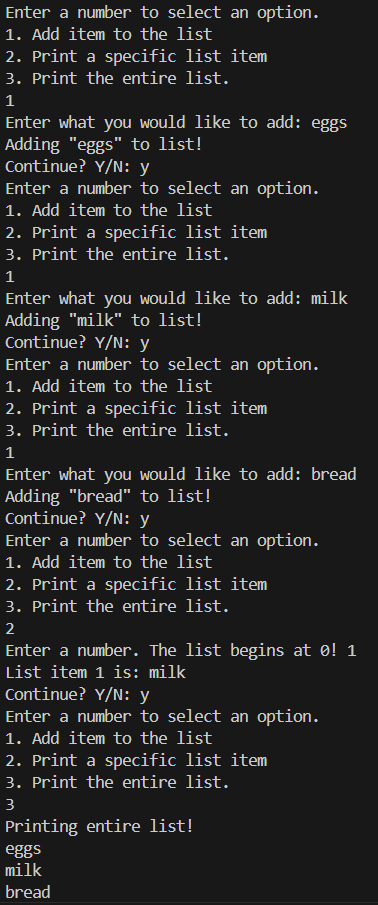 Enter a number to select an option.
1. Add item to the list
2. Print a specific list item
3. Print the entire list.
1
Enter what you would like to add: eggs
Adding "eggs" to list!
Continue? Y/N: y
Enter a number to select an option.
1. Add item to the list
2. Print a specific list item
3. Print the entire list.
1
Enter what you would like to add: milk
Adding "milk" to list!
Continue? Y/N: y
Enter a number to select an option.
1. Add item to the list
2. Print a specific list item
3. Print the entire list.
1
Enter what you would like to add: bread
Adding "bread" to list!
Continue? Y/N: y
Enter a number to select an option.
1. Add item to the list
2. Print a specific list item
3. Print the entire list.
2
Enter a number. The list begins at 0! 1
List item 1 is: milk
Continue? Y/N: y
Enter a number to select an option.
1. Add item to the list
2. Print a specific list item
3. Print the entire list.
3
Printing entire list!
eggs
milk
bread